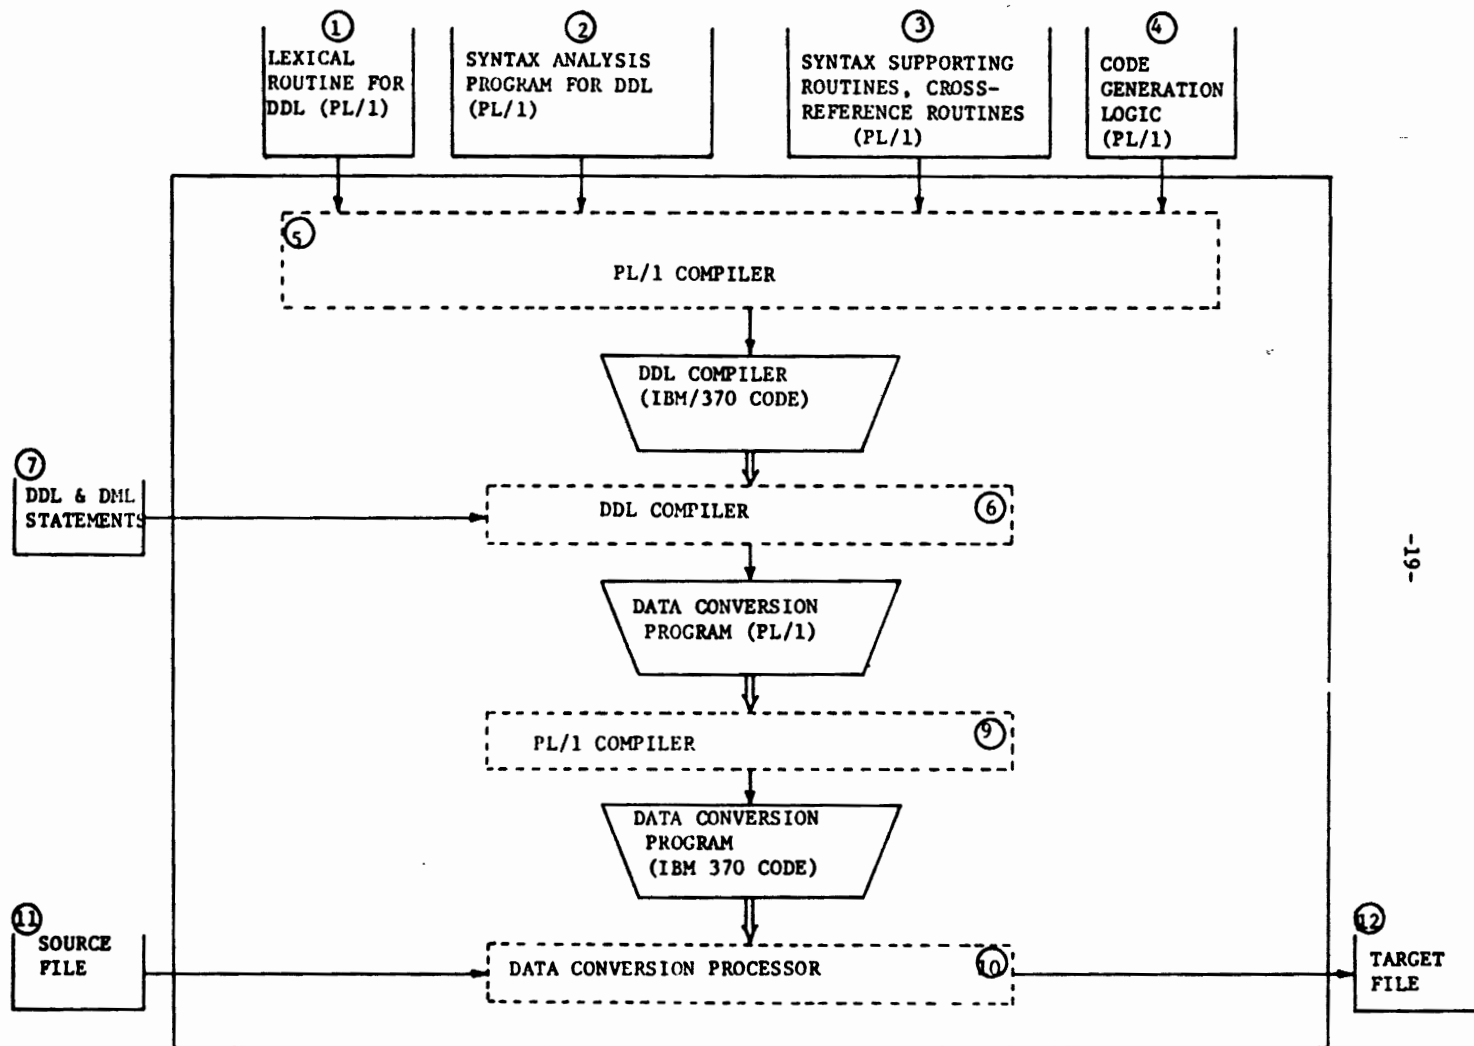 1
LEXICAL
ROUTINE FOR
DDL (PL/1)
2
SYNTAX ANALYSIS
PROGRAM FOR DDL
(PL/1)
3
SYNTAX SUPPORTING
ROUTINES, CROSS-
REFERENCE ROUTINES
(PL/1)
4
CODE
GENERATION
LOGIC
(PL/1)
5
PL/1 COMPILER
DDL COMPILER
(IBM/370 CODE)
7
DDL & DML
STATEMENTS
DDL COMPILER
6
DATA CONVERSION
PROGRAM (PL/1)
PL/1 COMPILER
9
DATA CONVERSION
PROGRAM
(IBM 370 CODE)
11
SOURCE
FILE
DATA CONVERSION PROCESSOR
10
12
TARGET
FILE
-19-